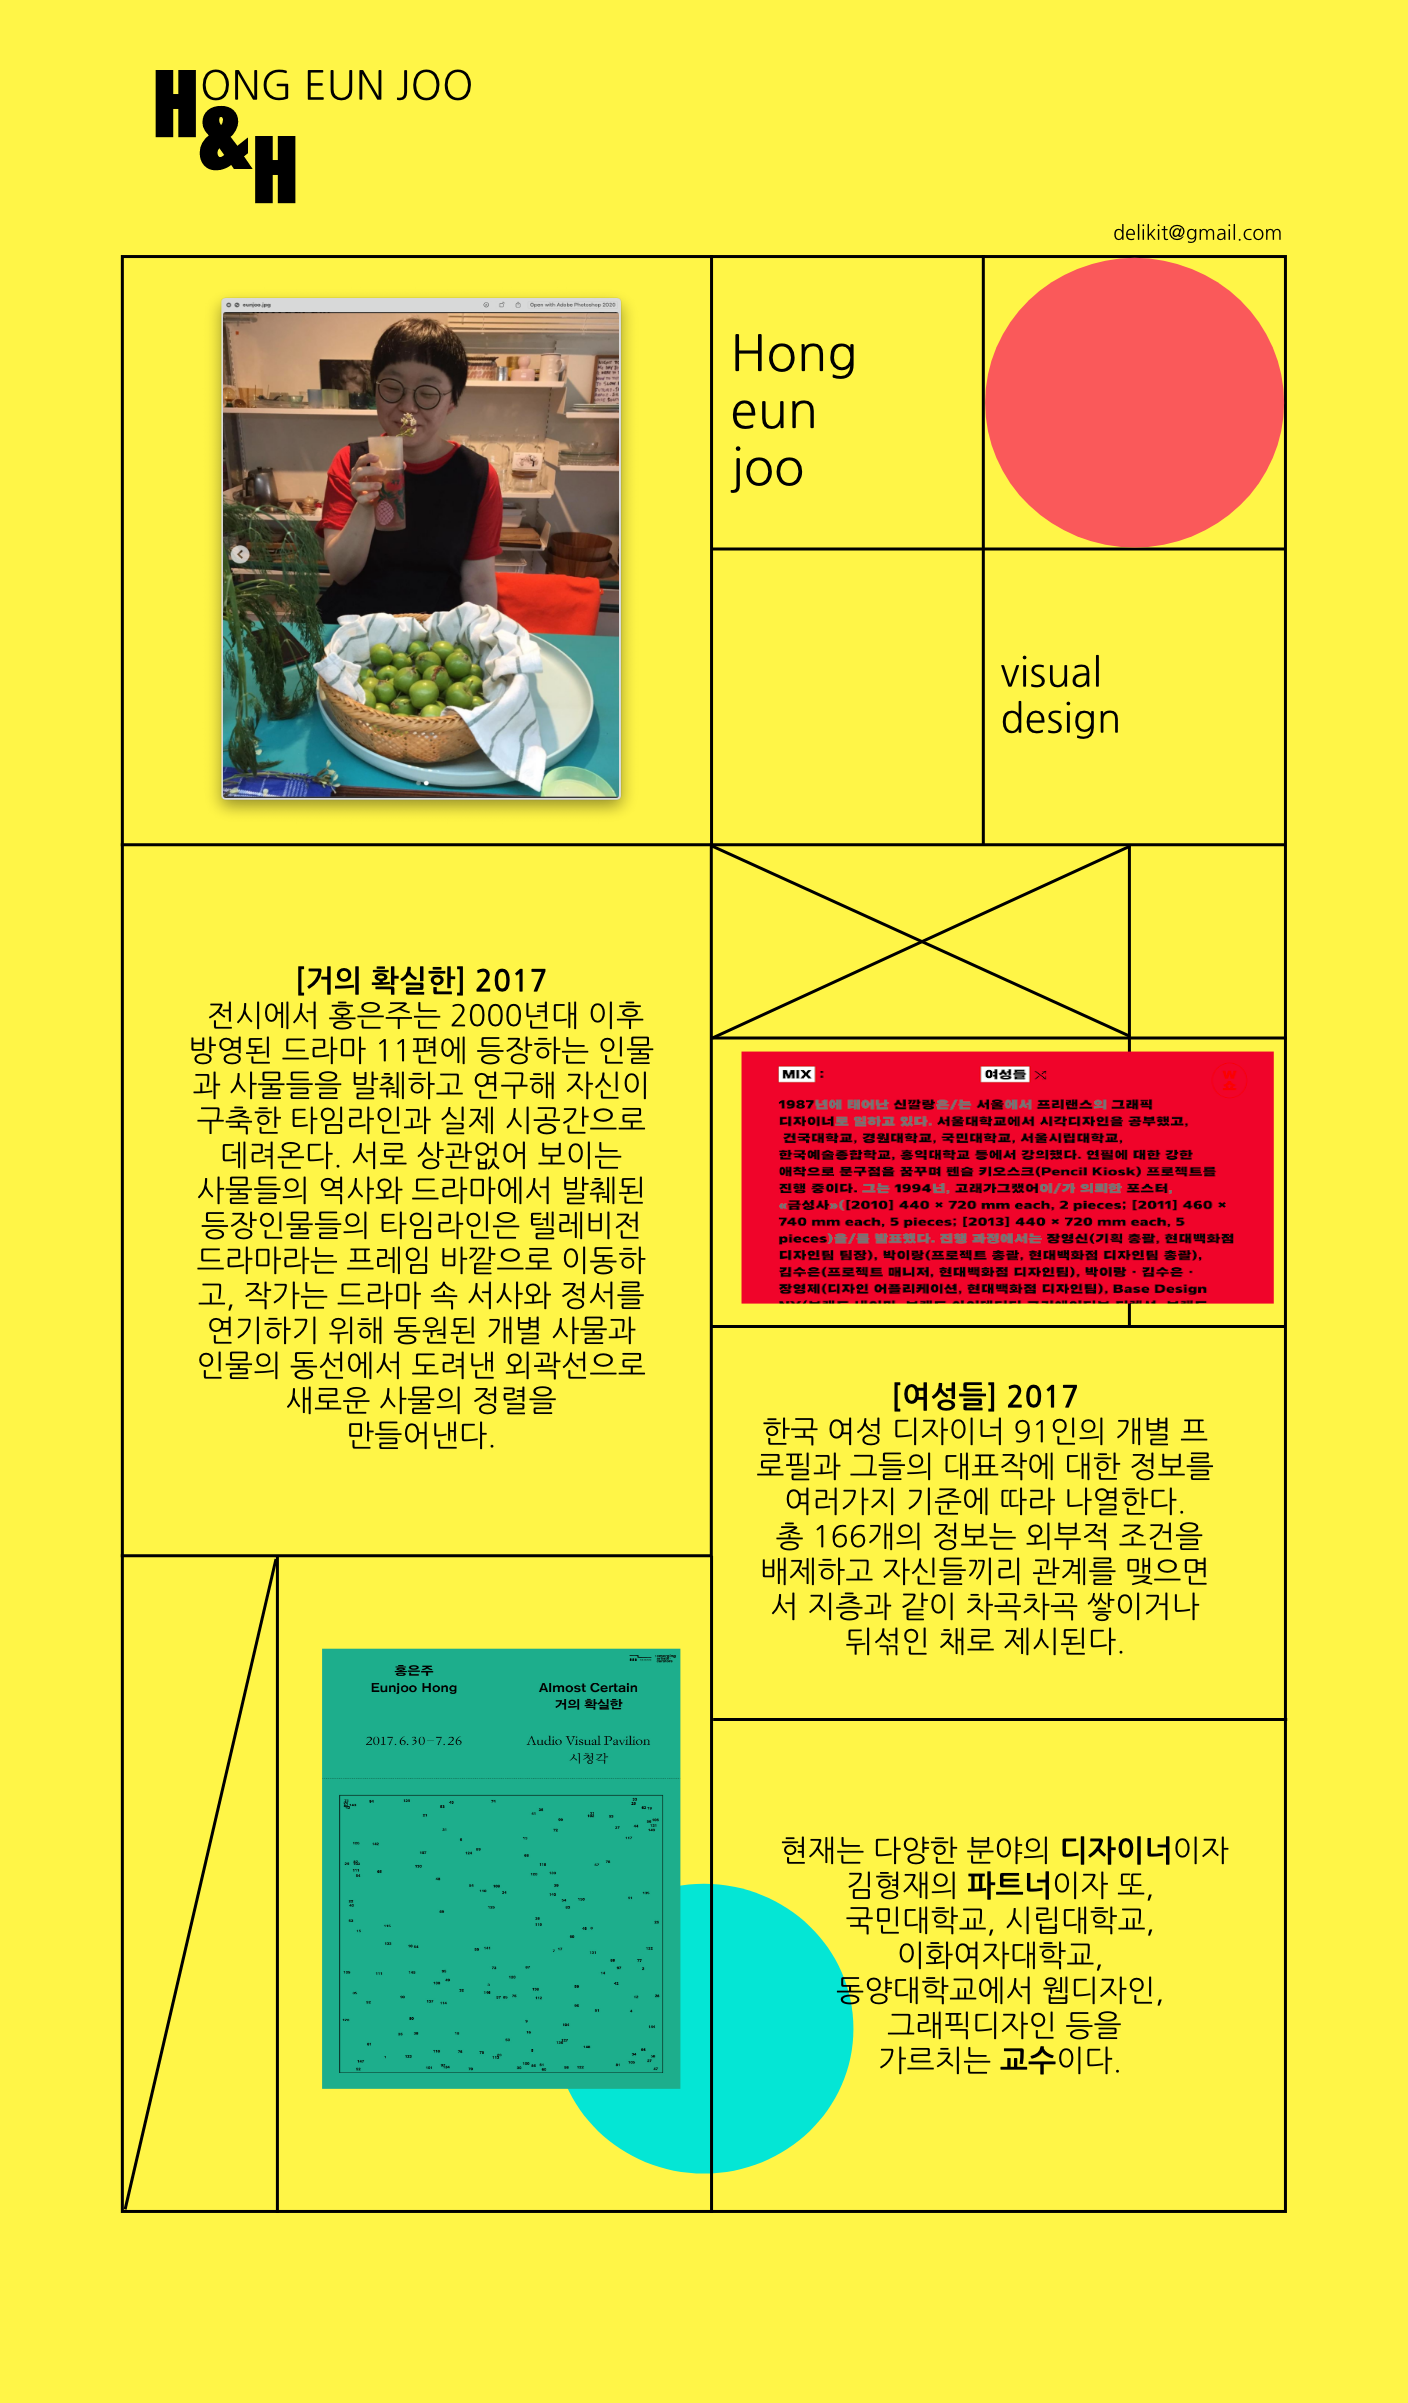 HONG EUN JOO
H&H
delikit@gmail.com
eunjoo.jpg
Open with Adobe Photoshop 2020
Hong
eun
joo
visual
design
[거의 확실한] 2017
전시에서 홍은주는 2000년대 이후
방영된 드라마 11편에 등장하는 인물
과 사물들을 발췌하고 연구해 자신이
구축한 타임라인과 실제 시공간으로
데려온다. 서로 상관없어 보이는
사물들의 역사와 드라마에서 발췌된
등장인물들의 타임라인은 텔레비전
드라마라는 프레임 바깥으로 이동하
고, 작가는 드라마 속 서사와 정서를
연기하기 위해 동원된 개별 사물과
인물의 동선에서 도려낸 외곽선으로
새로운 사물의 정렬을
만들어낸다.
MIX :
여성들
1987년에 태어난 신깔랑은/는 서울에서 프리랜스의 그래픽
디자이너로 일하고 있다. 서울대학교에서 시각디자인을 공부했고,
건국대학교, 경원대학교, 국민대학교, 서울시립대학교,
한국예술종합학교, 홍익대학교 등에서 강의했다. 연필에 대한 강한
애착으로 문구점을 꿈꾸며 펜슬 키오스크(Pencil Kiosk) 프로젝트를
진행 중이다. 그는 1994년, 고래가그랬어이/가 의뢰한 포스터,
«금성사»([2010] 440 × 720 mm each, 2 pieces; [2011] 460 ×
740 mm each, 5 pieces; [2013] 440 × 720 mm each, 5
pieces)을/를 발표했다. 진행 과정에서는 장영신(기획 총괄, 현대백화점
디자인팀 팀장), 박이랑(프로젝트 총괄, 현대백화점 디자인팀 총괄),
김수은(프로젝트 매니저, 현대백화점 디자인팀), 박이랑 · 김수은 ·
장영제(디자인 어플리케이션, 현대백화점 디자인팀), Base Design
[여성들] 2017
한국 여성 디자이너 91인의 개별 프
로필과 그들의 대표작에 대한 정보를
여러가지 기준에 따라 나열한다.
총 166개의 정보는 외부적 조건을
배제하고 자신들끼리 관계를 맺으면
서 지층과 같이 차곡차곡 쌓이거나
뒤섞인 채로 제시된다.
홍은주
Eunjoo Hong
Almost Certain
거의 확실한
2017.6.30–7.26
Audio Visual Pavilion
시청각
현재는 다양한 분야의 디자이너이자
김형재의 파트너이자 또,
국민대학교, 시립대학교,
이화여자대학교,
동양대학교에서 웹디자인,
그래픽디자인 등을
가르치는 교수이다.